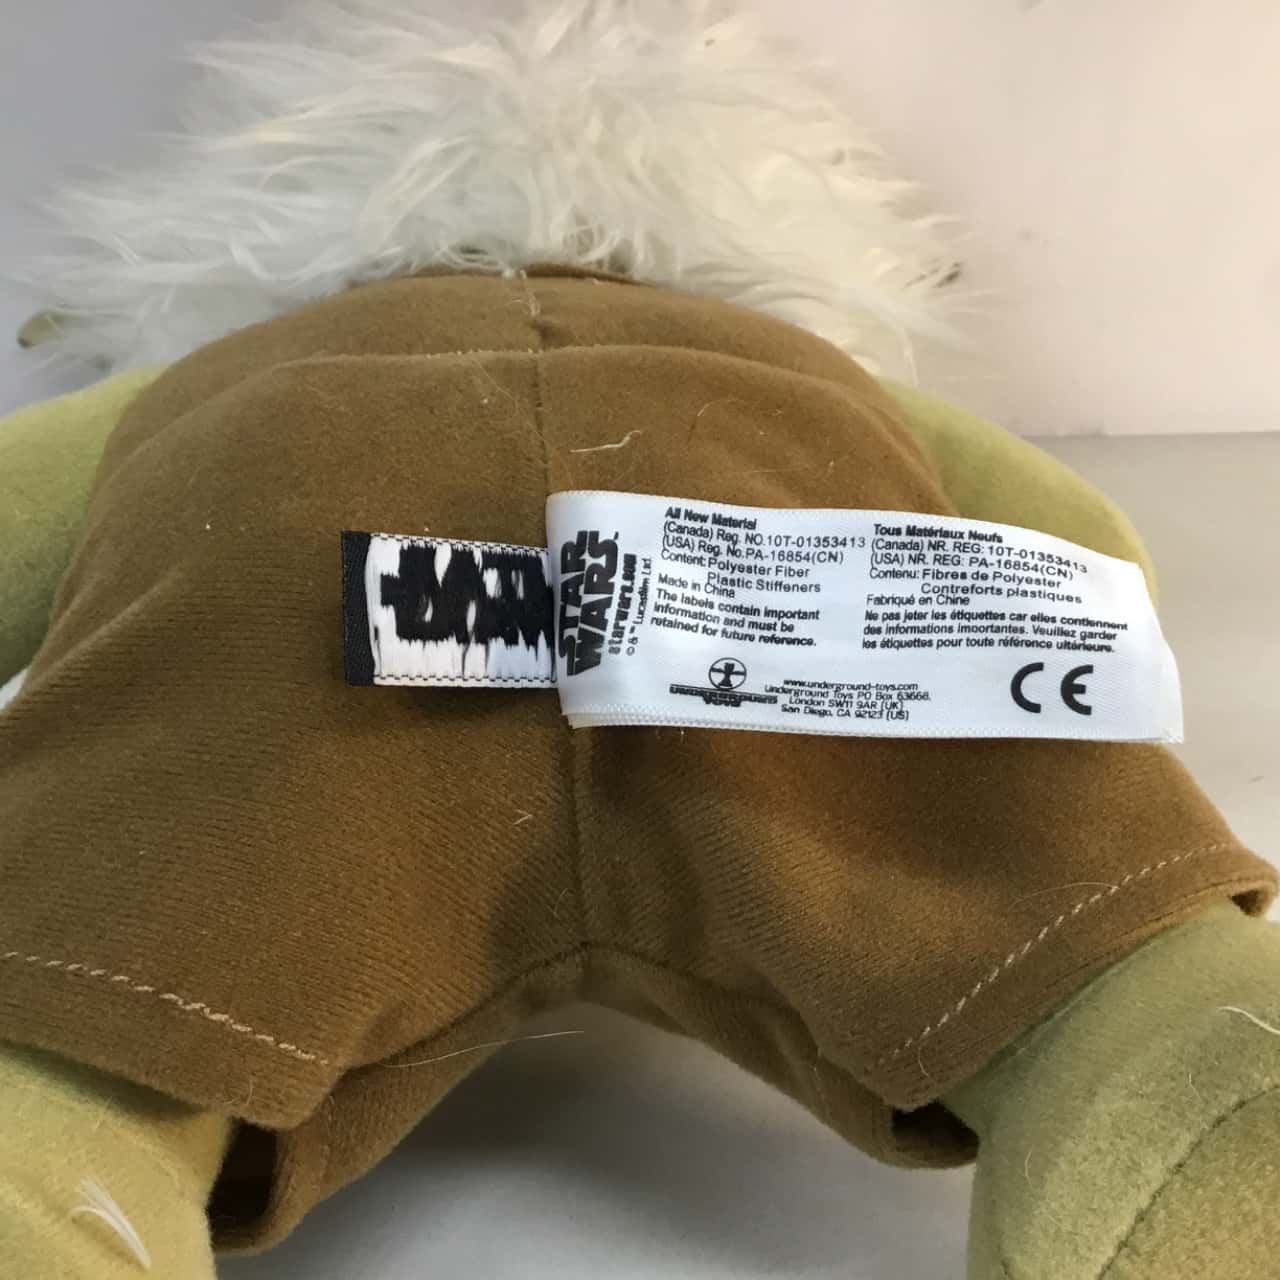 STAR
WARS™
starwars.com
© & ™ Lucasfilm Ltd.
All New Material
(Canada) Reg. NO.10T-01353413
(USA) Reg. No.PA-16854(CN)
Content: Polyester Fiber
Plastic Stiffeners
Made in China
The labels contain important
information and must be
retained for future reference.
Tous Matériaux Neufs
(Canada) NR. REG: 10T-01353413
(USA) NR. REG: PA-16854(CN)
Contenu: Fibres de Polyester
Contreforts plastiques
Fabriqué en Chine
Ne pas jeter les étiquettes car elles contiennent
des informations imoortantes. Veuillez garder
les étiquettes pour toute référence ultérieure.
UNDERGROUND
TOYS
www.underground-toys.com
Underground Toys PO Box 63668,
London SW11 9AR (UK)
San Diego, CA 92123 (US)
CE